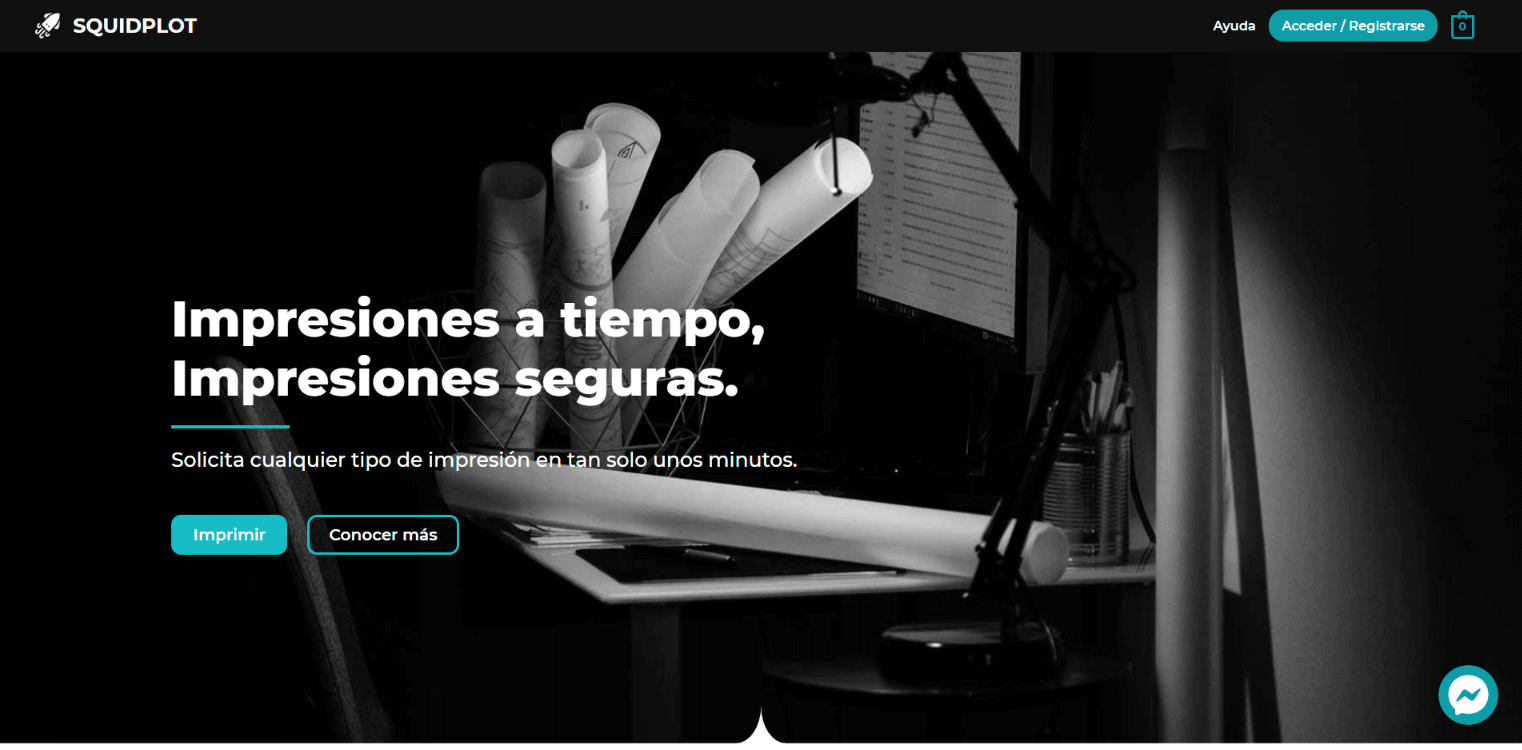 SQUIDPLOT
Ayuda
Acceder / Registrarse
0
Impresiones a tiempo,
Impresiones seguras.
Solicita cualquier tipo de impresión en tan solo unos minutos.
Imprimir
Conocer más